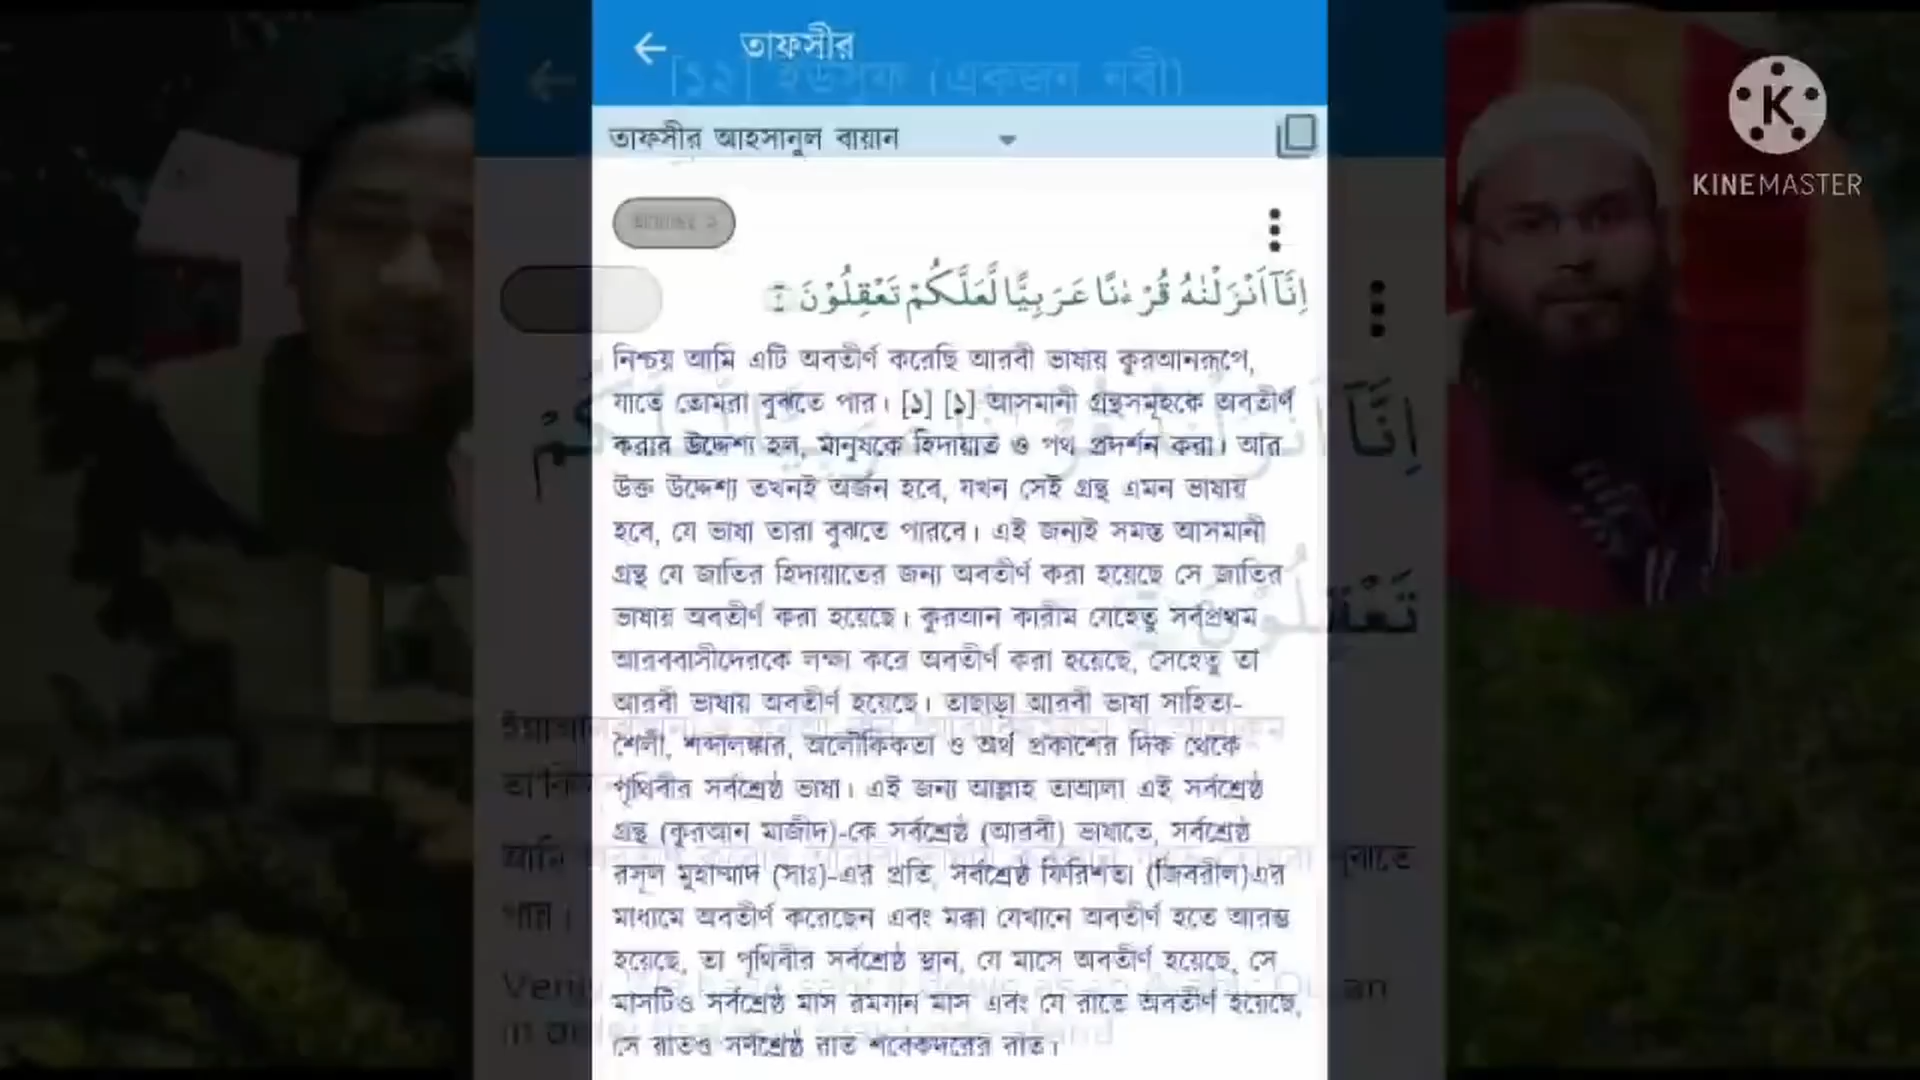 তাফসীর
[১২] ইউসুফ (একজন নবী)
KINEMASTER
তাফসীর আহসানুল বায়ান
اِنَّاۤ اَنْزَلْنٰهُ قُرْءٰنًا عَرَبِیًّا لَّعَلَّكُمْ تَعْقِلُوْنَ
নিশ্চয় আমি এটি অবতীর্ণ করেছি আরবী ভাষায় কুরআনরূপে,
যাতে তোমরা বুঝতে পার। [১] [১] আসমানী গ্রন্থসমূহকে অবতীর্ণ
করার উদ্দেশ্য হল, মানুষকে হিদায়াত ও পথ প্রদর্শন করা। আর
উক্ত উদ্দেশ্য তখনই অর্জন হবে, যখন সেই গ্রন্থ এমন ভাষায়
হবে, যে ভাষা তারা বুঝতে পারবে। এই জন্যই সমস্ত আসমানী
গ্রন্থ যে জাতির হিদায়াতের জন্য অবতীর্ণ করা হয়েছে সে জাতির
ভাষায় অবতীর্ণ করা হয়েছে। কুরআন কারীম যেহেতু সর্বপ্রথম
আরববাসীদেরকে লক্ষ্য করে অবতীর্ণ করা হয়েছে, সেহেতু তা
আরবী ভাষায় অবতীর্ণ হয়েছে। তাছাড়া আরবী ভাষা সাহিত্য-
শৈলী, শব্দালঙ্কার, অলৌকিকতা ও অর্থ প্রকাশের দিক থেকে
পৃথিবীর সর্বশ্রেষ্ঠ ভাষা। এই জন্য আল্লাহ তাআলা এই সর্বশ্রেষ্ঠ
গ্রন্থ (কুরআন মাজীদ)-কে সর্বশ্রেষ্ঠ (আরবী) ভাষাতে, সর্বশ্রেষ্ঠ
রসূল মুহাম্মাদ (সাঃ)-এর প্রতি, সর্বশ্রেষ্ঠ ফিরিশতা (জিবরীল)এর
মাধ্যমে অবতীর্ণ করেছেন এবং মক্কা যেখানে অবতীর্ণ হতে আরম্ভ
হয়েছে, তা পৃথিবীর সর্বশ্রেষ্ঠ স্থান, যে মাসে অবতীর্ণ হয়েছে, সে
মাসটিও সর্বশ্রেষ্ঠ মাস রমযান মাস এবং যে রাতে অবতীর্ণ হয়েছে,
সে রাতও সর্বশ্রেষ্ঠ রাত শবেকদরের রাত।